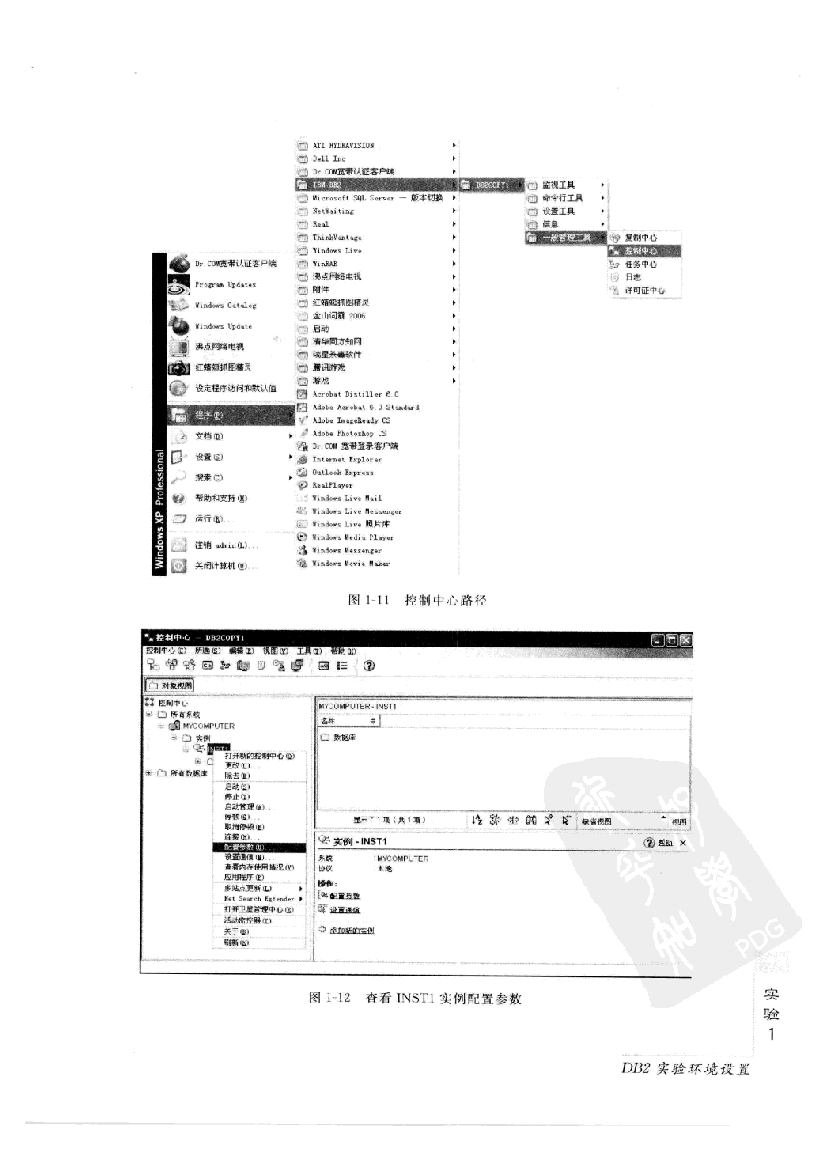 ATI HYDRAVISION
Dell Inc
Dr.COM宽带认证客户端
IBM DB2
DB2COPY1
监视工具
Microsoft SQL Server — 版本切换
命令行工具
NetWaiting
设置工具
Real
信息
ThinkVantage
一般管理工具
复制中心
Windows Live
控制中心
WinRAR
任务中心
沸点网络电视
日志
附件
许可证中心
红蜻蜓抓图精灵
金山词霸 2006
启动
清华同方知网
瑞星杀毒软件
腾讯游戏
游戏
Acrobat Distiller 6.0
Adobe Acrobat 6.0 Standard
Adobe ImageReady CS
Adobe Photoshop CS
Dr.COM 宽带登录客户端
Internet Explorer
Outlook Express
RealPlayer
Windows Live Mail
Windows Live Messenger
Windows Live 照片库
Windows Media Player
Windows Messenger
Windows Movie Maker
Dr.COM宽带认证客户端
Program Updates
Windows Catalog
Windows Update
沸点网络电视
红蜻蜓抓图精灵
设定程序访问和默认值
程序(P)
文档(D)
设置(S)
搜索(C)
帮助和支持(H)
运行(R)...
注销 admin(L)...
关闭计算机(U)...
Windows XP Professional
图 1-11 控制中心路径
控制中心 - DB2COPY1
控制中心(C) 所选(S) 编辑(E) 视图(V) 工具(T) 帮助(H)
对象视图
控制中心
所有系统
MYCOMPUTER
实例
INST1
所有数据库
打开新的控制中心(O)
更改(C)...
除去(R)
启动(S)
停止(T)
启动管理(A)...
停顿(Q)...
取消停顿(N)
连接(H)...
配置参数(U)...
设置通信(M)...
查看内存使用情况(V)
应用程序(P)
多站点更新(L)
Net Search Extender
打开卫星管理中心(E)
活动监控器(I)
关于(B)
刷新(S)
MYCOMPUTER-INST1
名称
数据库
显示了1项(共1项)
缺省视图
视图
实例 - INST1
帮助
系统 : MYCOMPUTER
协议 : 本地
操作:
配置参数
设置通信
添加新的实例
图 1-12 查看 INST1 实例配置参数
PDG
实
验
1
DB2 实验环境设置